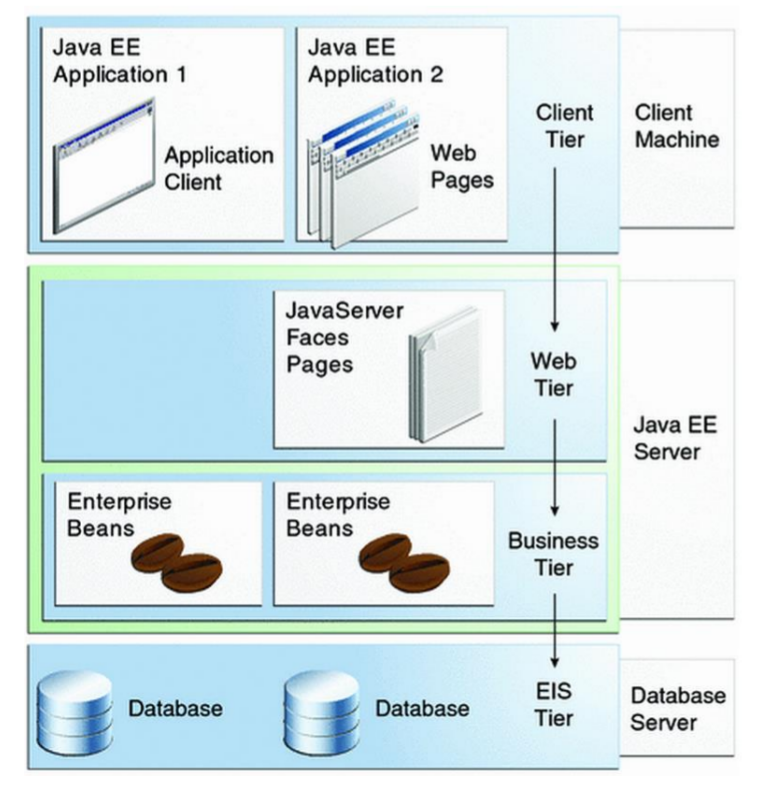 Java EE
Application 1
Application
Client
Java EE
Application 2
Web
Pages
Client
Tier
Client
Machine
JavaServer
Faces
Pages
Web
Tier
Java EE
Server
Enterprise
Beans
Enterprise
Beans
Business
Tier
Database
Database
EIS
Tier
Database
Server